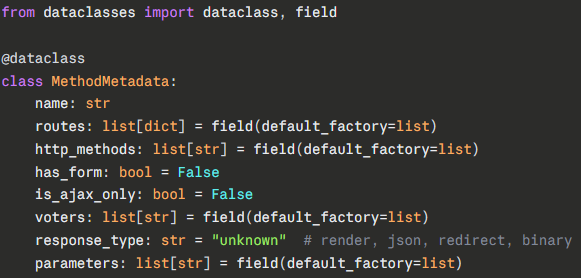 from dataclasses import dataclass, field

@dataclass
class MethodMetadata:
    name: str
    routes: list[dict] = field(default_factory=list)
    http_methods: list[str] = field(default_factory=list)
    has_form: bool = False
    is_ajax_only: bool = False
    voters: list[str] = field(default_factory=list)
    response_type: str = "unknown"  # render, json, redirect, binary
    parameters: list[str] = field(default_factory=list)